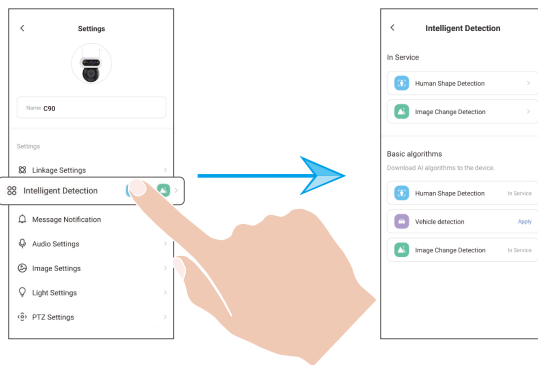 Settings
Name C90
Settings
Linkage Settings
Intelligent Detection
Message Notification
Audio Settings
Image Settings
Light Settings
PTZ Settings
Intelligent Detection
In Service
Human Shape Detection
Image Change Detection
Basic algorithms
Download AI algorithms to the device.
Human Shape Detection In Service
Vehicle detection Apply
Image Change Detection In Service